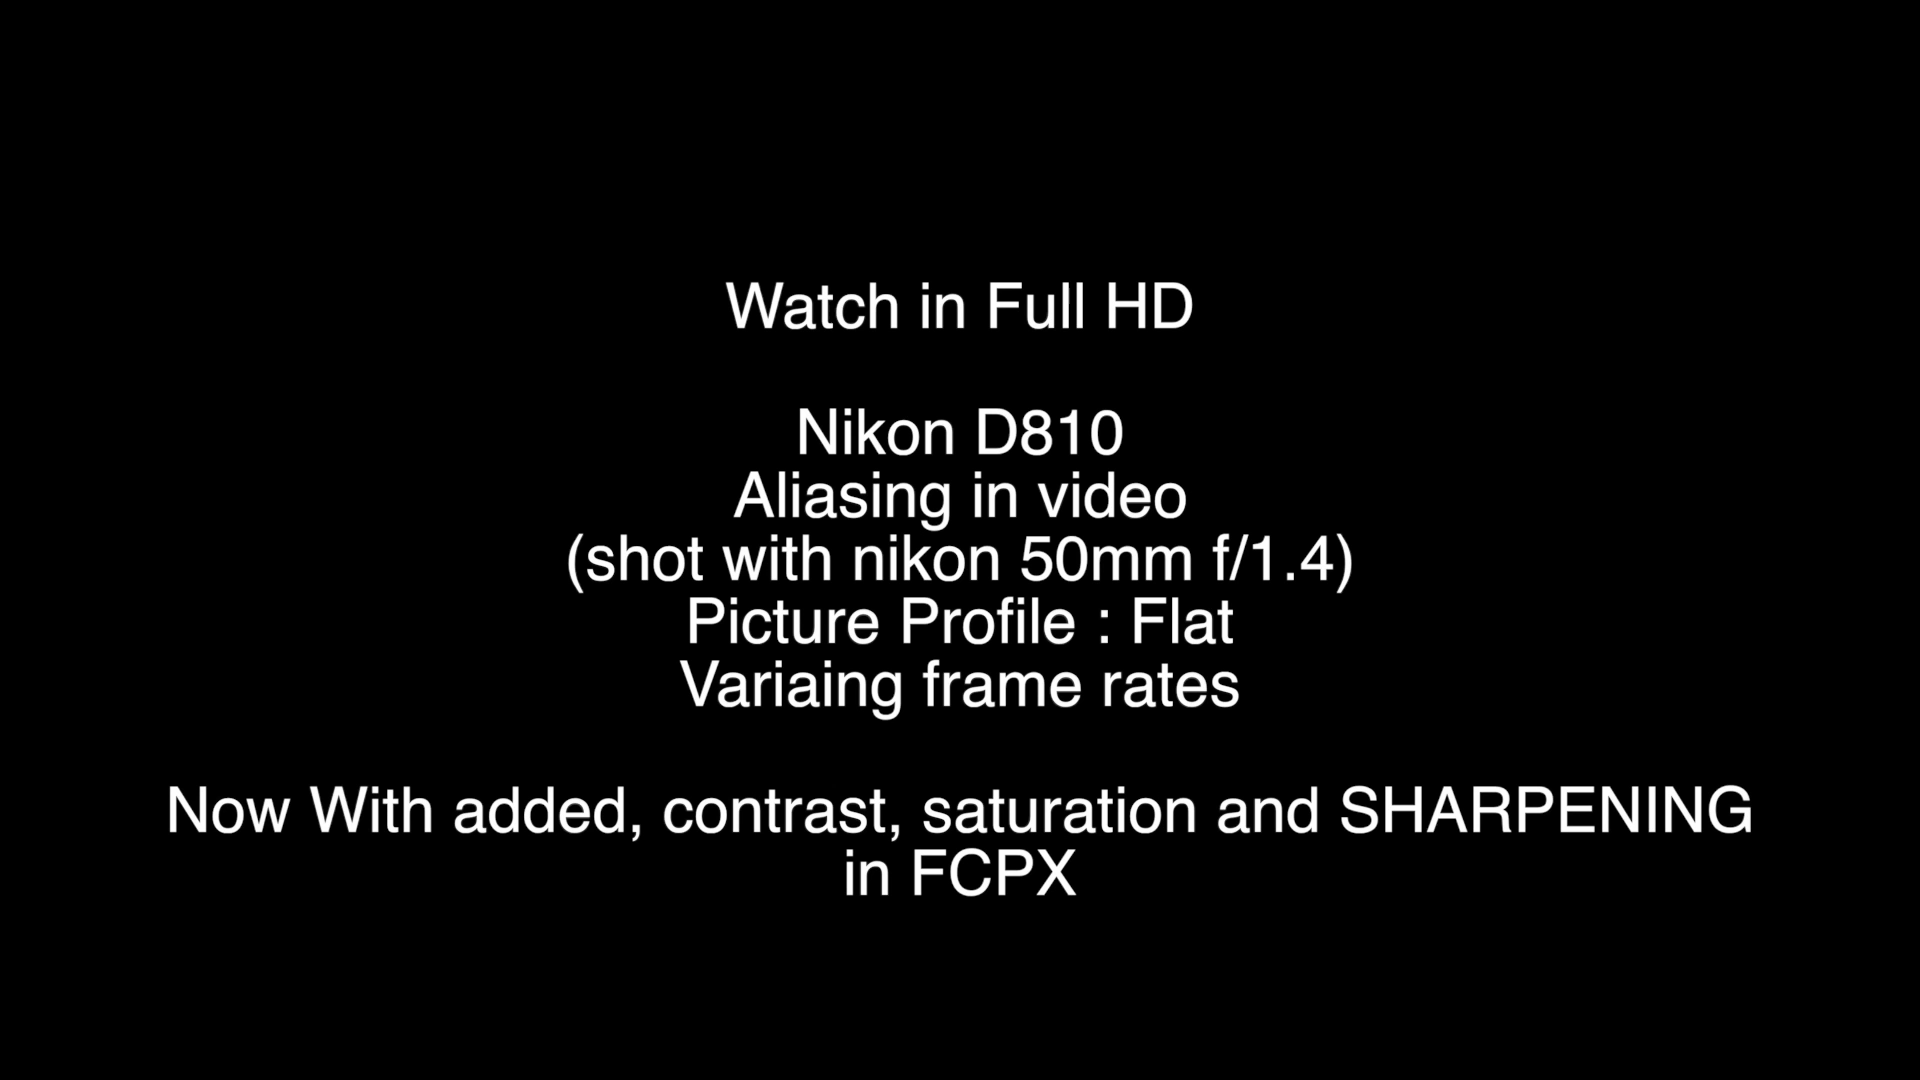 Watch in Full HD
Nikon D810
Aliasing in video
(shot with nikon 50mm f/1.4)
Picture Profile : Flat
Variaing frame rates
Now With added, contrast, saturation and SHARPENING
in FCPX